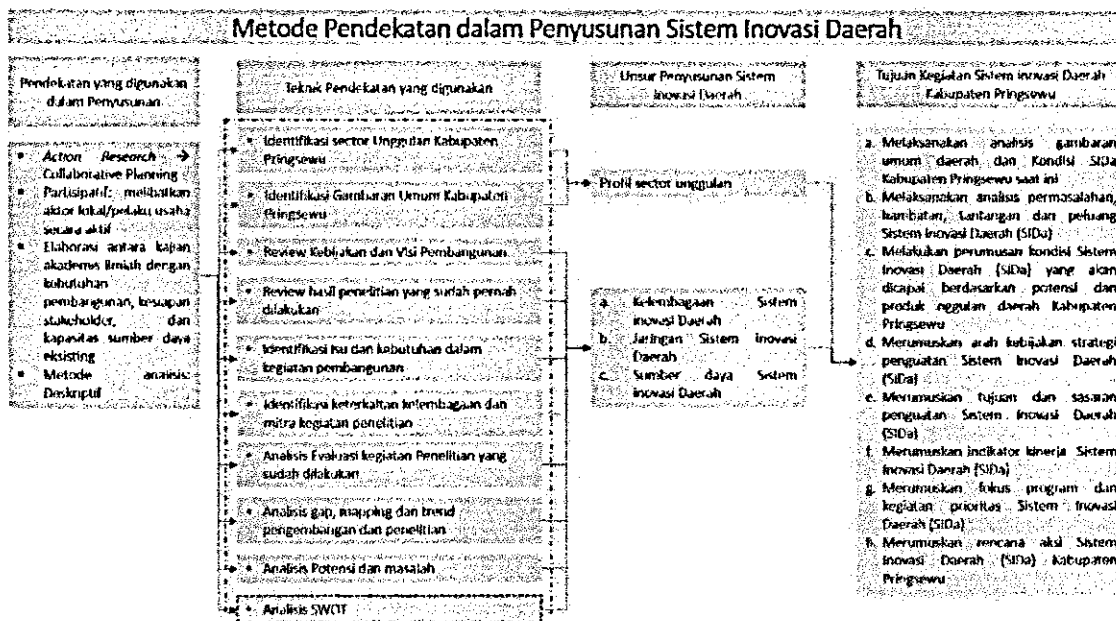 Metode Pendekatan dalam Penyusunan Sistem Inovasi Daerah
Pendekatan yang digunakan
dalam Penyusunan
Teknik Pendekatan yang digunakan
Unsur Penyusunan Sistem
Inovasi Daerah
Tujuan Kegiatan Sistem inovasi Daerah
Kabupaten Pringsewu
• Action Research →
Collaborative Planning
• Partisipatif: melibatkan
aktor lokal/pelaku usaha
secara aktif
• Elaborasi antara kajian
akademis ilmiah dengan
kebutuhan
pembangunan, kesiapan
stakeholder, dan
kapasitas sumber daya
eksisting
• Metode analisis:
Deskriptif
• Identifikasi sector Unggulan Kabupaten
Pringsewu
• Identifikasi Gambaran Umum Kabupaten
Pringsewu
• Review Kebijakan dan Visi Pembangunan
• Review hasil penelitian yang sudah pernah
dilakukan
• Identifikasi isu dan kebutuhan dalam
kegiatan pembangunan
• Identifikasi keterkaitan kelembagaan dan
mitra kegiatan penelitian
• Analisis Evaluasi kegiatan Penelitian yang
sudah dilakukan
• Analisis gap, mapping dan trend
pengembangan dan penelitian
• Analisis Potensi dan masalah
• Analisis SWOT
Profil sector unggulan
a. Kelembagaan Sistem
inovasi Daerah
b. Jaringan Sistem Inovasi
Daerah
c. Sumber daya Sistem
inovasi Daerah
a. Melaksanakan analisis gambaran
umum daerah dan Kondisi SIDa
Kabupaten Pringsewu saat ini
b. Melaksanakan analisis permasalahan,
hambatan, tantangan dan peluang
Sistem Inovasi Daerah (SIDa)
c. Melakukan perumusan kondisi Sistem
Inovasi Daerah (SIDa) yang akan
dicapai berdasarkan potensi dan
produk nggulan daerah Kabupaten
Pringsewu
d. Merumuskan arah kebijakan strategi
penguatan Sistem Inovasi Daerah
(SIDa)
e. Merumuskan tujuan dan sasaran
penguatan Sistem Inovasi Daerah
(SIDa)
f. Merumuskan indikator kinerja Sistem
Inovasi Daerah (SIDa)
g. Merumuskan fokus program dan
kegiatan prioritas Sistem Inovasi
Daerah (SIDa)
h. Merumuskan rencana aksi Sistem
Inovasi Daerah (SIDa) Kabupaten
Pringsewu